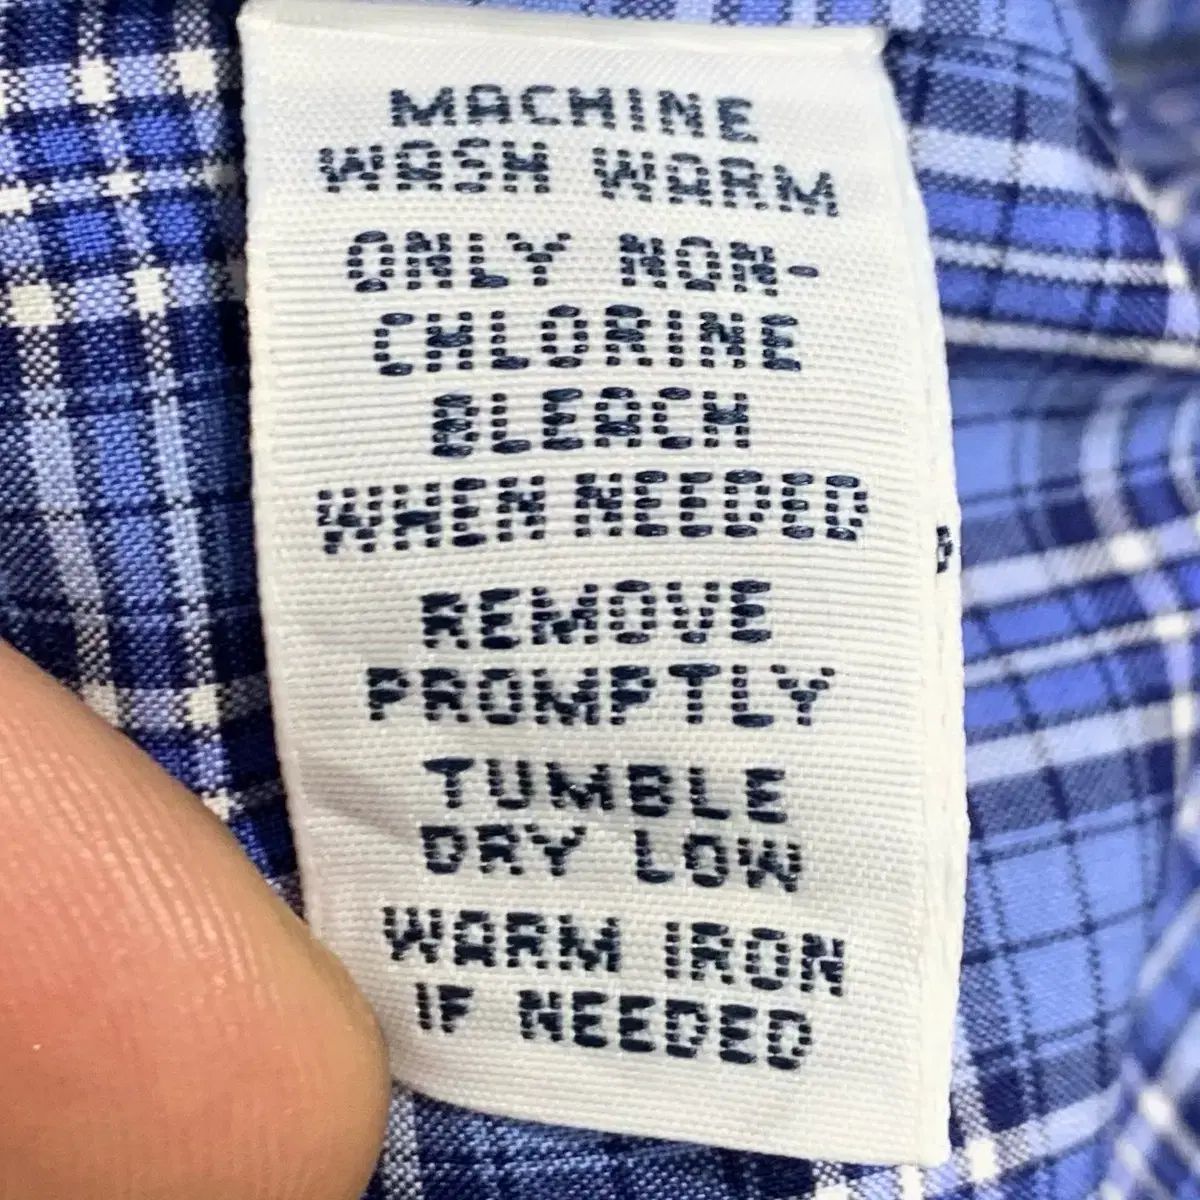 MACHINE
WASH WARM
ONLY NON-
CHLORINE
BLEACH
WHEN NEEDED
REMOVE
PROMPTLY
TUMBLE
DRY LOW
WARM IRON
IF NEEDED